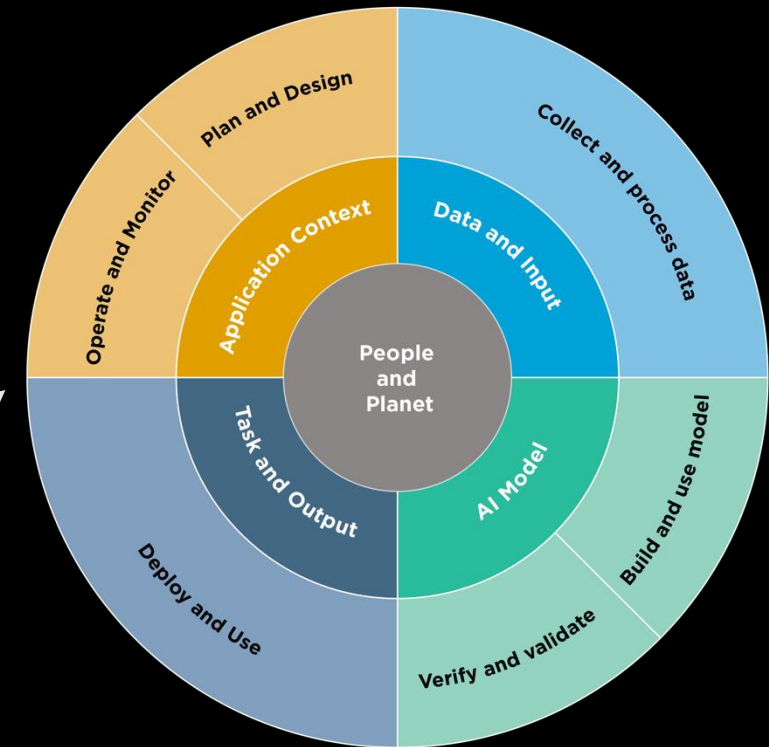 Plan and Design
Collect and process data
Operate and Monitor
Application Context
Data and Input
People
and
Planet
Task and Output
AI Model
Build and use model
Deploy and Use
Verify and validate